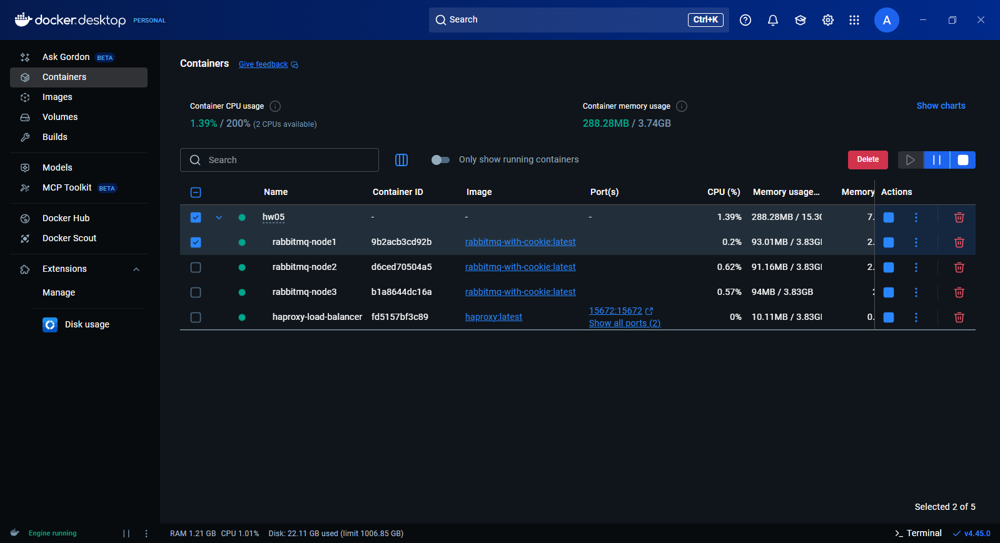 docker.desktop PERSONAL
Search Ctrl+K
A
Ask Gordon BETA
Containers
Images
Volumes
Builds
Models
MCP Toolkit BETA
Docker Hub
Docker Scout
Extensions
Manage
Disk usage
Containers Give feedback
Container CPU usage
1.39% / 200% (2 CPUs available)
Container memory usage
288.28MB / 3.74GB
Show charts
Search
Only show running containers
Delete
Name Container ID Image Port(s) CPU (%) Memory usage... Memory Actions
hw05 - - - 1.39% 288.28MB / 15.3G 7.
rabbitmq-node1 9b2acb3cd92b rabbitmq-with-cookie:latest 0.2% 93.01MB / 3.83GI 2.
rabbitmq-node2 d6ced70504a5 rabbitmq-with-cookie:latest 0.62% 91.16MB / 3.83GI 2.
rabbitmq-node3 b1a8644dc16a rabbitmq-with-cookie:latest 0.57% 94MB / 3.83GB
haproxy-load-balancer fd5157bf3c89 haproxy:latest 15672:15672 0% 10.11MB / 3.83GI 0.
Show all ports (2)
Selected 2 of 5
Engine running
RAM 1.21 GB CPU 1.01% Disk: 22.11 GB used (limit 1006.85 GB)
Terminal
v4.45.0